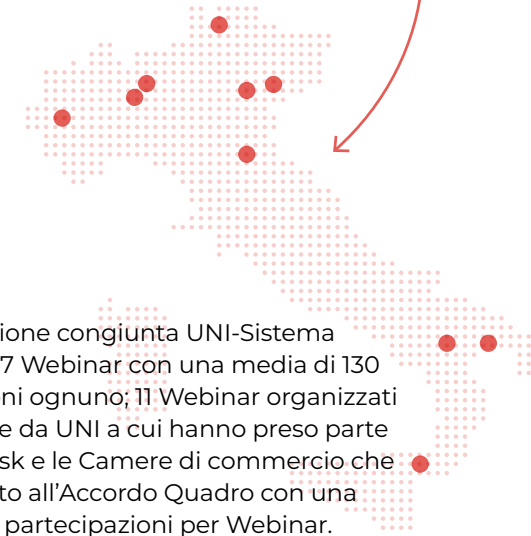 ione congiunta UNI-Sistema
7 Webinar con una media di 130
ni ognuno; 11 Webinar organizzati
e da UNI a cui hanno preso parte
sk e le Camere di commercio che
to all’Accordo Quadro con una
partecipazioni per Webinar.